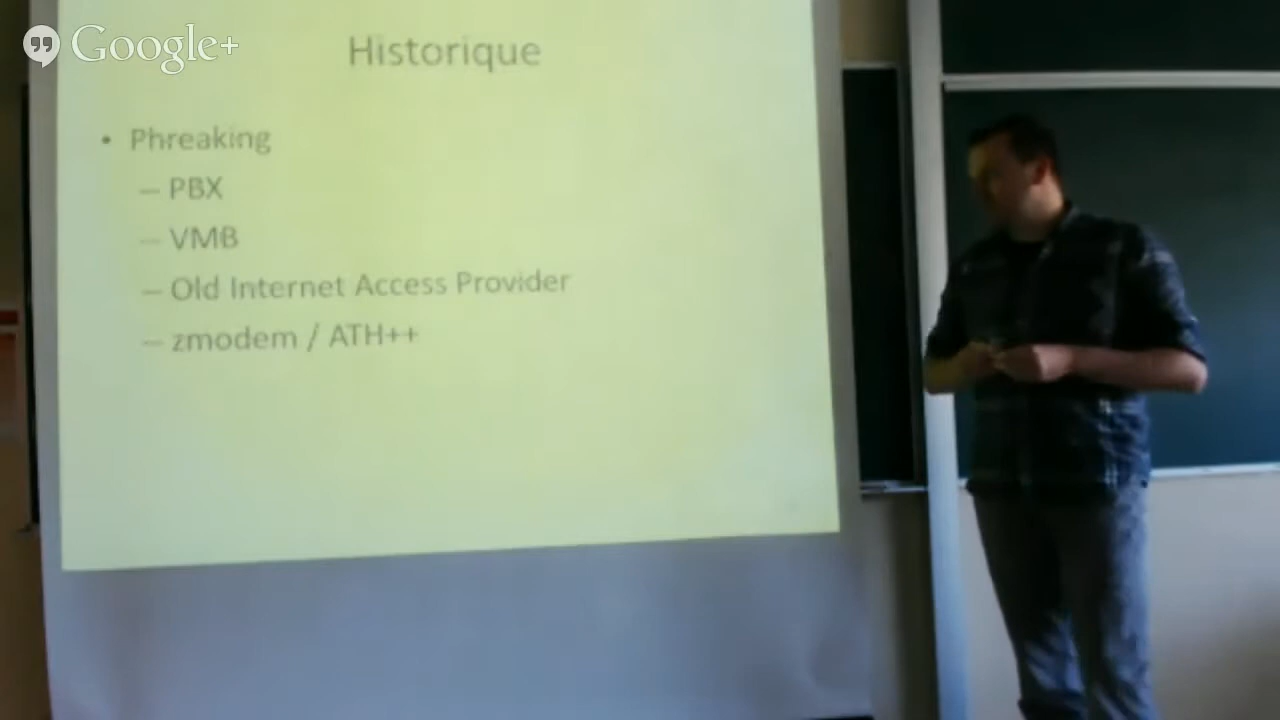 Google+
Historique
• Phreaking
– PBX
– VMB
– Old Internet Access Provider
– zmodem / ATH++